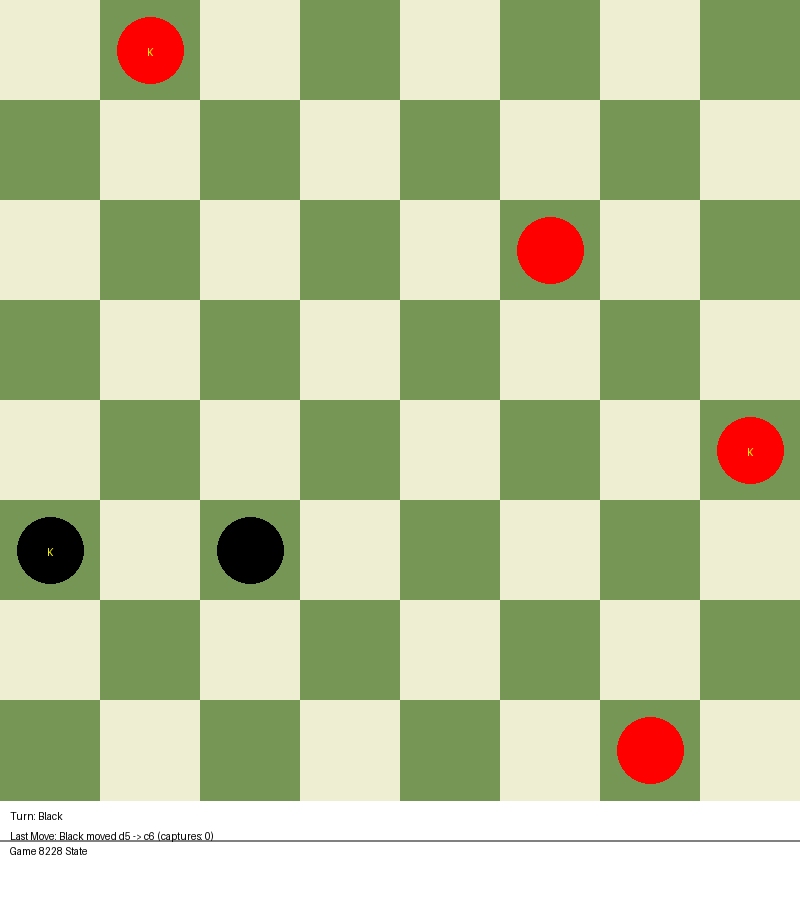 K
K
K
Turn: Black
Last Move: Black moved d5 -> c6 (captures: 0)
Game 8228 State